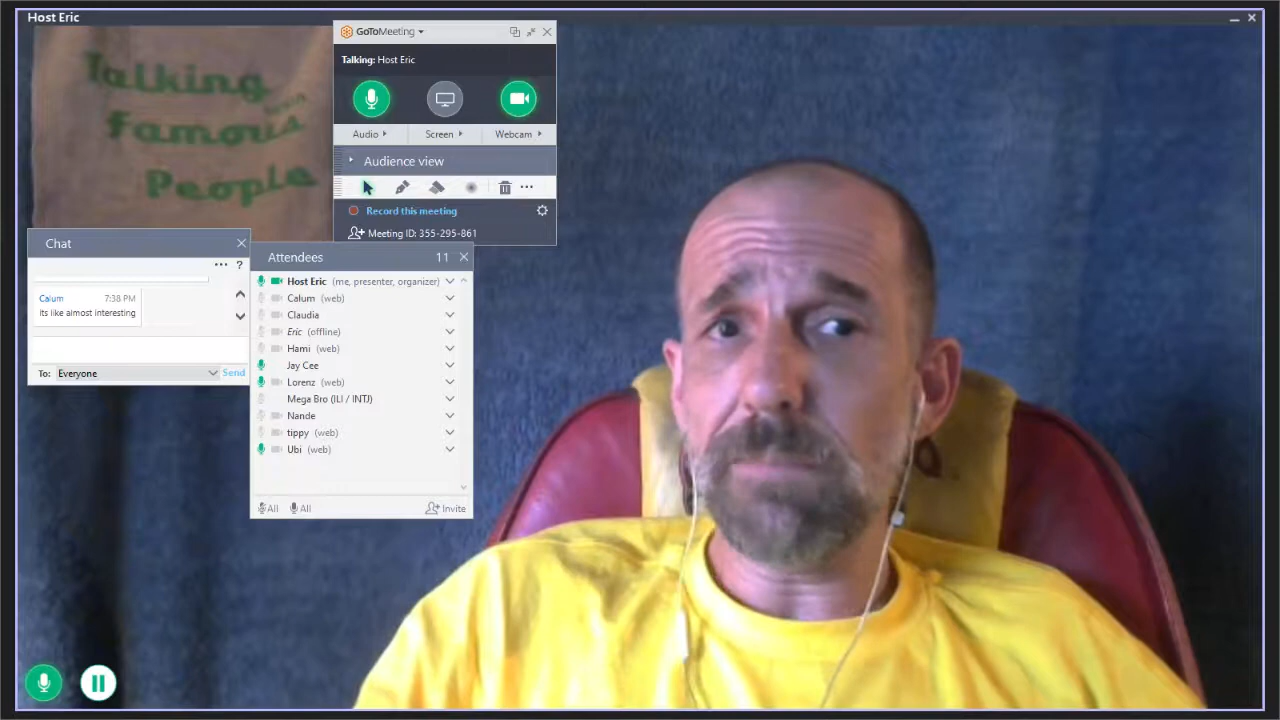 Host Eric
Talking
Famous
People
GoToMeeting
Talking: Host Eric
Audio
Screen
Webcam
Audience view
Record this meeting
Meeting ID: 355-295-861
Chat
?
Calum 7:38 PM
its like almost interesting
To: Everyone Send
Attendees 11
Host Eric (me, presenter, organizer)
Calum (web)
Claudia
Eric (offline)
Hami (web)
Jay Cee
Lorenz (web)
Mega Bro (ILI / INTJ)
Nande
tippy (web)
Ubi (web)
All All Invite